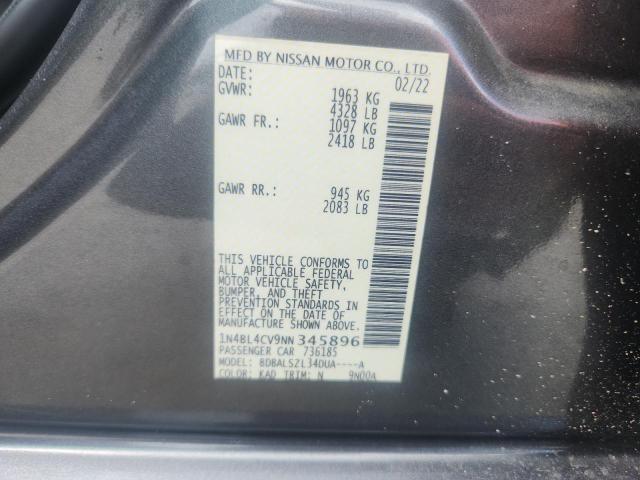 MFD BY NISSAN MOTOR CO., LTD.
DATE: 02/22
GVWR: 1963 KG
4328 LB
GAWR FR.: 1097 KG
2418 LB
GAWR RR.: 945 KG
2083 LB
THIS VEHICLE CONFORMS TO
ALL APPLICABLE FEDERAL
MOTOR VEHICLE SAFETY,
BUMPER, AND THEFT
PREVENTION STANDARDS IN
EFFECT ON THE DATE OF
MANUFACTURE SHOWN ABOVE.
1N4BL4CV9NN345896
PASSENGER CAR 736185
MODEL: BDBALSZL34DUA----A
COLOR: KAD TRIM: N 9N00A